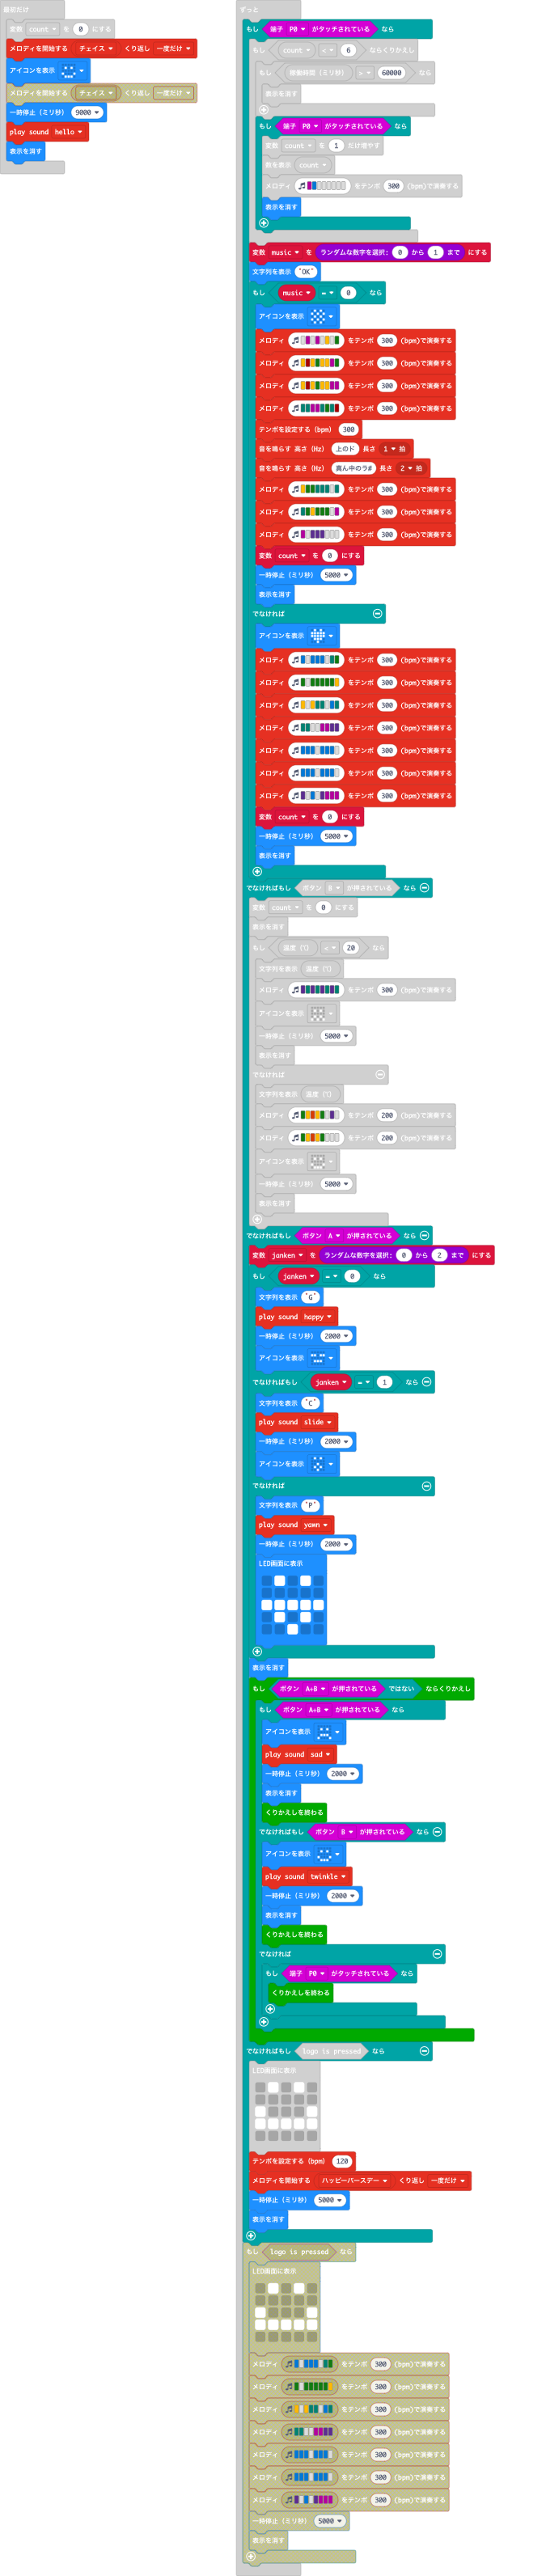 最初だけ
変数 count を 0 にする
メロディを開始する チェイス くり返し 一度だけ
アイコンを表示
メロディを開始する チェイス くり返し 一度だけ
一時停止 (ミリ秒) 9000
play sound hello
表示を消す
ずっと
もし 端子 P0 がタッチされている なら
もし count < 6 ならくりかえし
もし 稼働時間 (ミリ秒) > 60000 なら
表示を消す
もし 端子 P0 がタッチされている なら
変数 count を 1 だけ増やす
数を表示 count
メロディ をテンポ 300 (bpm)で演奏する
表示を消す
変数 music を ランダムな数字を選択: 0 から 1 まで にする
文字列を表示 "OK"
もし music = 0 なら
アイコンを表示
メロディ をテンポ 300 (bpm)で演奏する
メロディ をテンポ 300 (bpm)で演奏する
メロディ をテンポ 300 (bpm)で演奏する
メロディ をテンポ 300 (bpm)で演奏する
テンポを設定する (bpm) 300
音を鳴らす 高さ (Hz) 上のド 長さ 1 拍
音を鳴らす 高さ (Hz) 真ん中のラ# 長さ 2 拍
メロディ をテンポ 300 (bpm)で演奏する
メロディ をテンポ 300 (bpm)で演奏する
メロディ をテンポ 300 (bpm)で演奏する
変数 count を 0 にする
一時停止 (ミリ秒) 5000
表示を消す
でなければ
アイコンを表示
メロディ をテンポ 300 (bpm)で演奏する
メロディ をテンポ 300 (bpm)で演奏する
メロディ をテンポ 300 (bpm)で演奏する
メロディ をテンポ 300 (bpm)で演奏する
メロディ をテンポ 300 (bpm)で演奏する
メロディ をテンポ 300 (bpm)で演奏する
メロディ をテンポ 300 (bpm)で演奏する
変数 count を 0 にする
一時停止 (ミリ秒) 5000
表示を消す
でなければもし ボタン B が押されている なら
変数 count を 0 にする
表示を消す
もし 温度 (℃) < 20 なら
文字列を表示 温度 (℃)
メロディ をテンポ 300 (bpm)で演奏する
アイコンを表示
一時停止 (ミリ秒) 5000
表示を消す
でなければ
文字列を表示 温度 (℃)
メロディ をテンポ 200 (bpm)で演奏する
メロディ をテンポ 200 (bpm)で演奏する
アイコンを表示
一時停止 (ミリ秒) 5000
表示を消す
でなければもし ボタン A が押されている なら
変数 janken を ランダムな数字を選択: 0 から 2 まで にする
もし janken = 0 なら
文字列を表示 "G"
play sound happy
一時停止 (ミリ秒) 2000
アイコンを表示
でなければもし janken = 1 なら
文字列を表示 "C"
play sound slide
一時停止 (ミリ秒) 2000
アイコンを表示
でなければ
文字列を表示 "P"
play sound yawn
一時停止 (ミリ秒) 2000
LED画面に表示
表示を消す
もし ボタン A+B が押されている ではない ならくりかえし
もし ボタン A+B が押されている なら
アイコンを表示
play sound sad
一時停止 (ミリ秒) 2000
表示を消す
くりかえしを終わる
でなければもし ボタン B が押されている なら
アイコンを表示
play sound twinkle
一時停止 (ミリ秒) 2000
表示を消す
くりかえしを終わる
でなければ
もし 端子 P0 がタッチされている なら
くりかえしを終わる
でなければもし logo is pressed なら
LED画面に表示
テンポを設定する (bpm) 120
メロディを開始する ハッピーバースデー くり返し 一度だけ
一時停止 (ミリ秒) 5000
表示を消す
もし logo is pressed なら
LED画面に表示
メロディ をテンポ 300 (bpm)で演奏する
メロディ をテンポ 300 (bpm)で演奏する
メロディ をテンポ 300 (bpm)で演奏する
メロディ をテンポ 300 (bpm)で演奏する
メロディ をテンポ 300 (bpm)で演奏する
メロディ をテンポ 300 (bpm)で演奏する
メロディ をテンポ 300 (bpm)で演奏する
一時停止 (ミリ秒) 5000
表示を消す